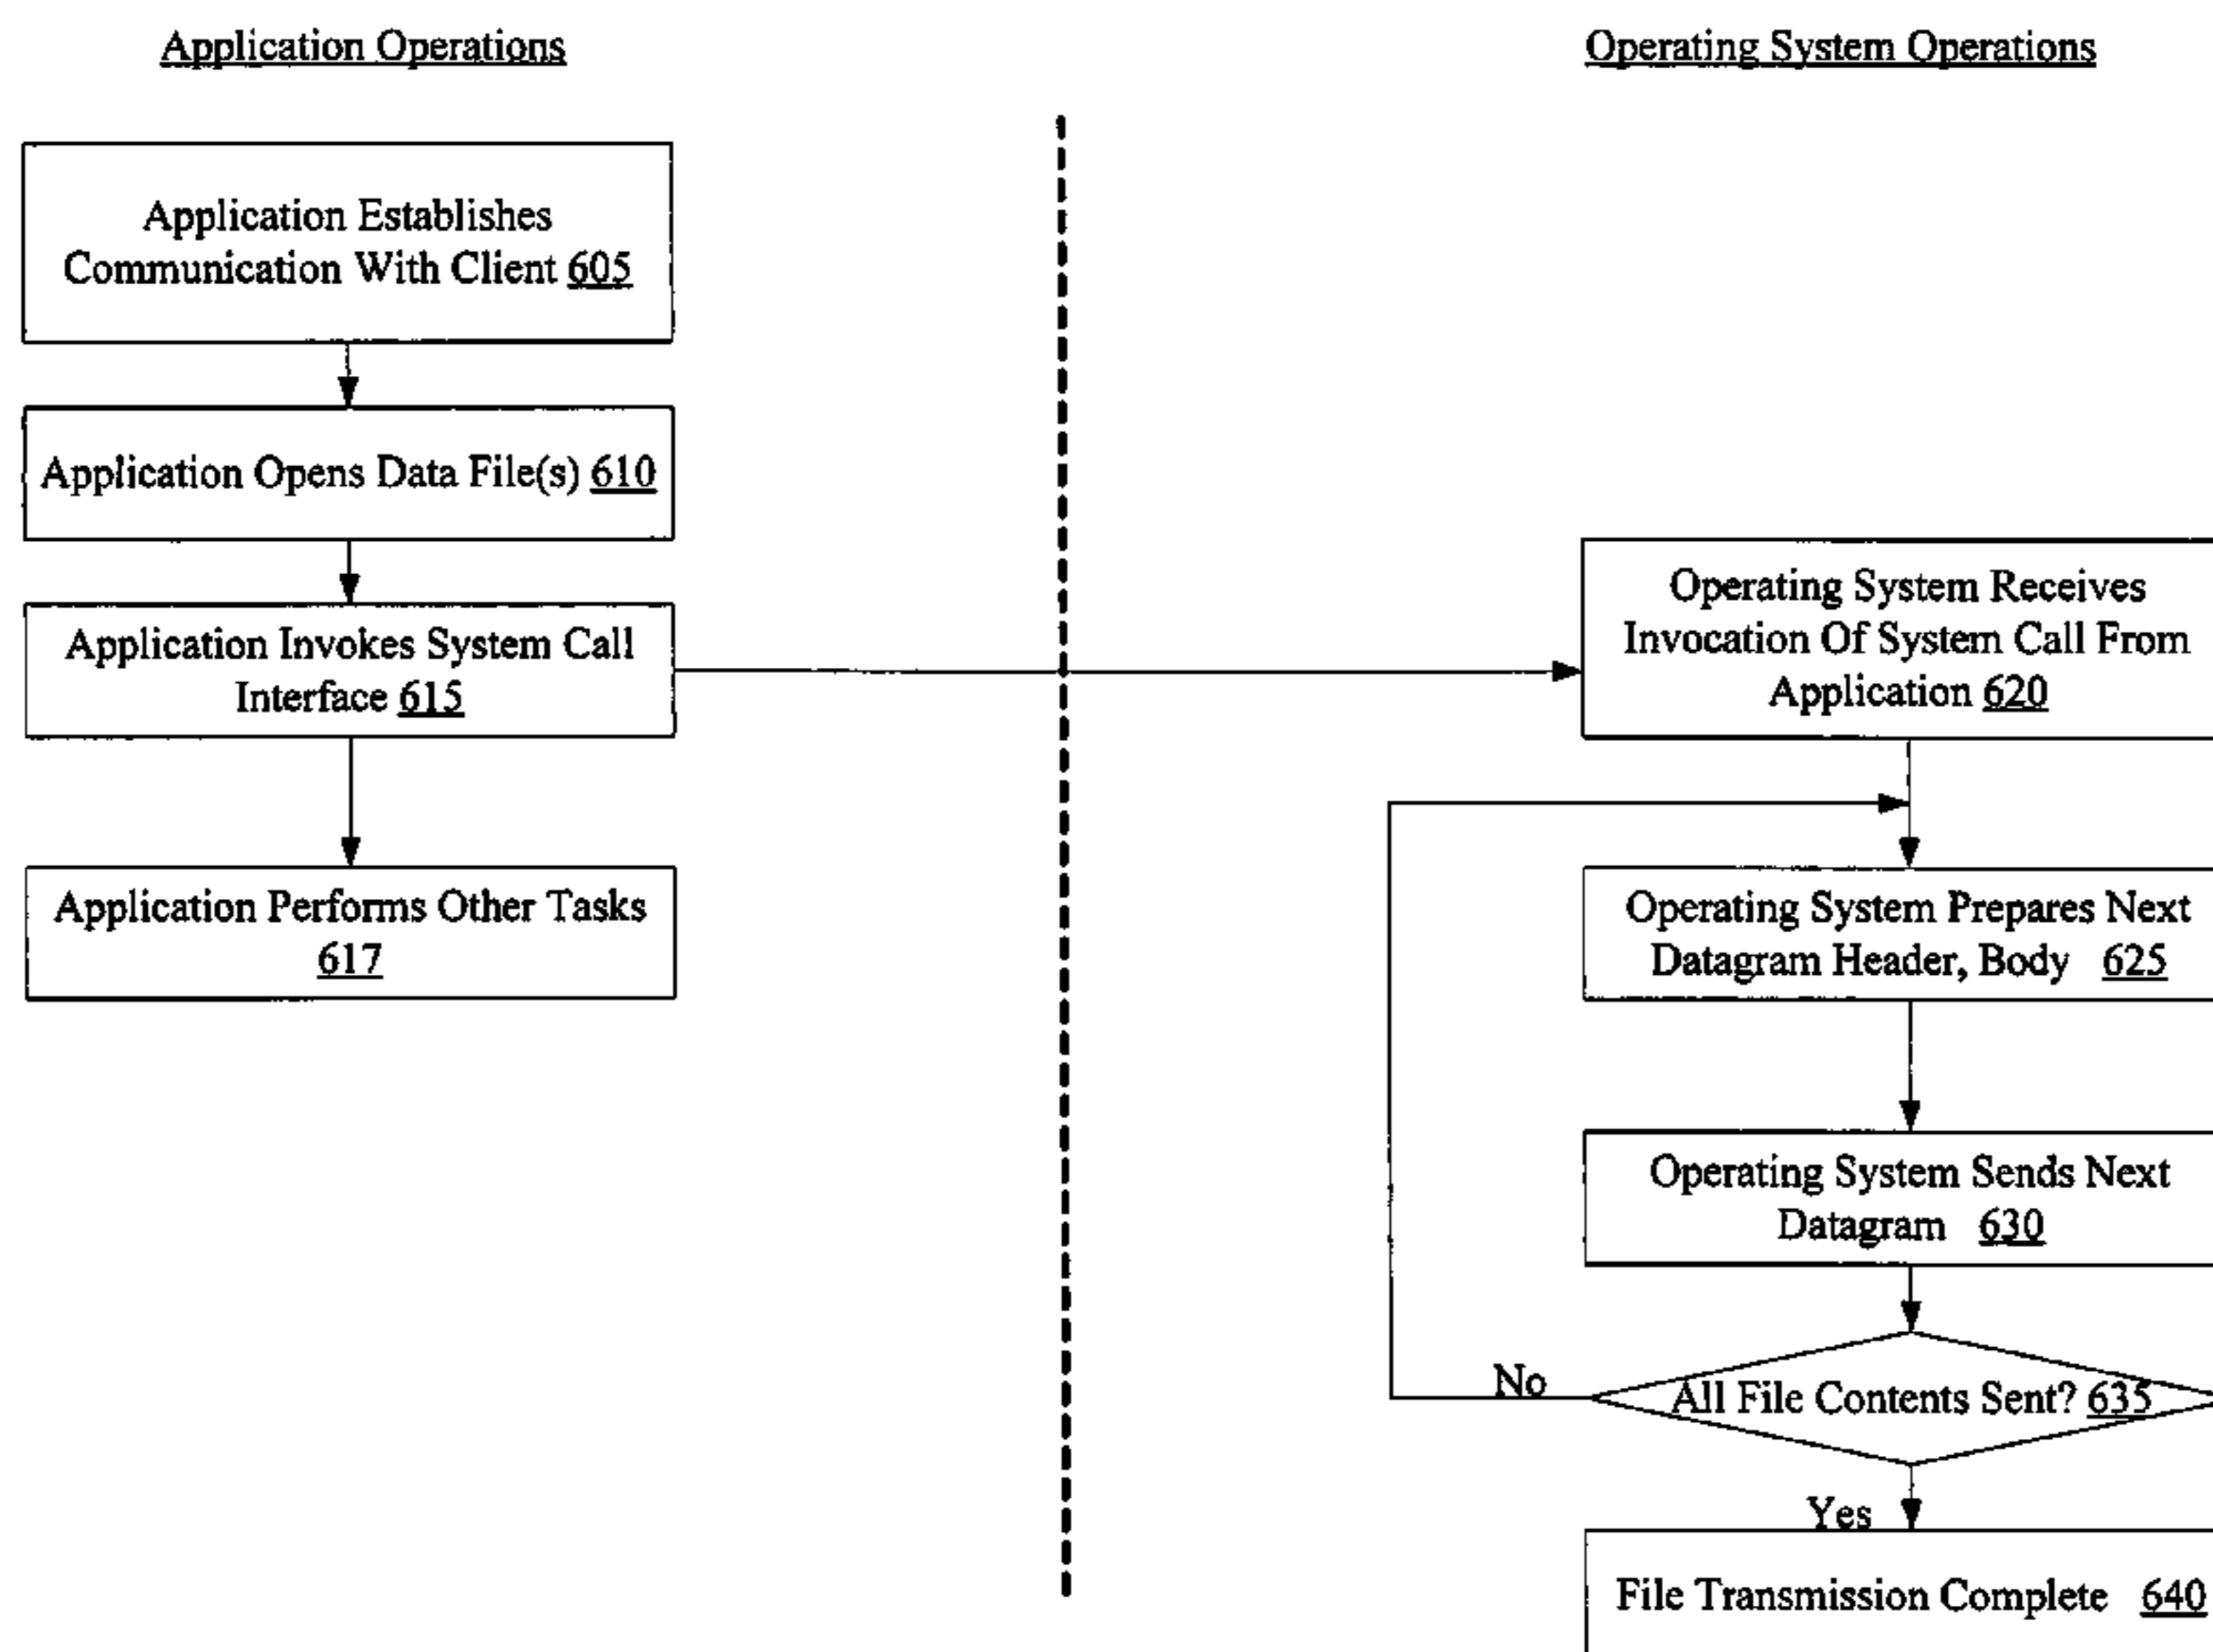 Application Operations
Application Establishes
Communication With Client 605
Application Opens Data File(s) 610
Application Invokes System Call
Interface 615
Application Performs Other Tasks
617
Operating System Operations
Operating System Receives
Invocation Of System Call From
Application 620
Operating System Prepares Next
Datagram Header, Body 625
Operating System Sends Next
Datagram 630
All File Contents Sent? 635
No
Yes
File Transmission Complete 640